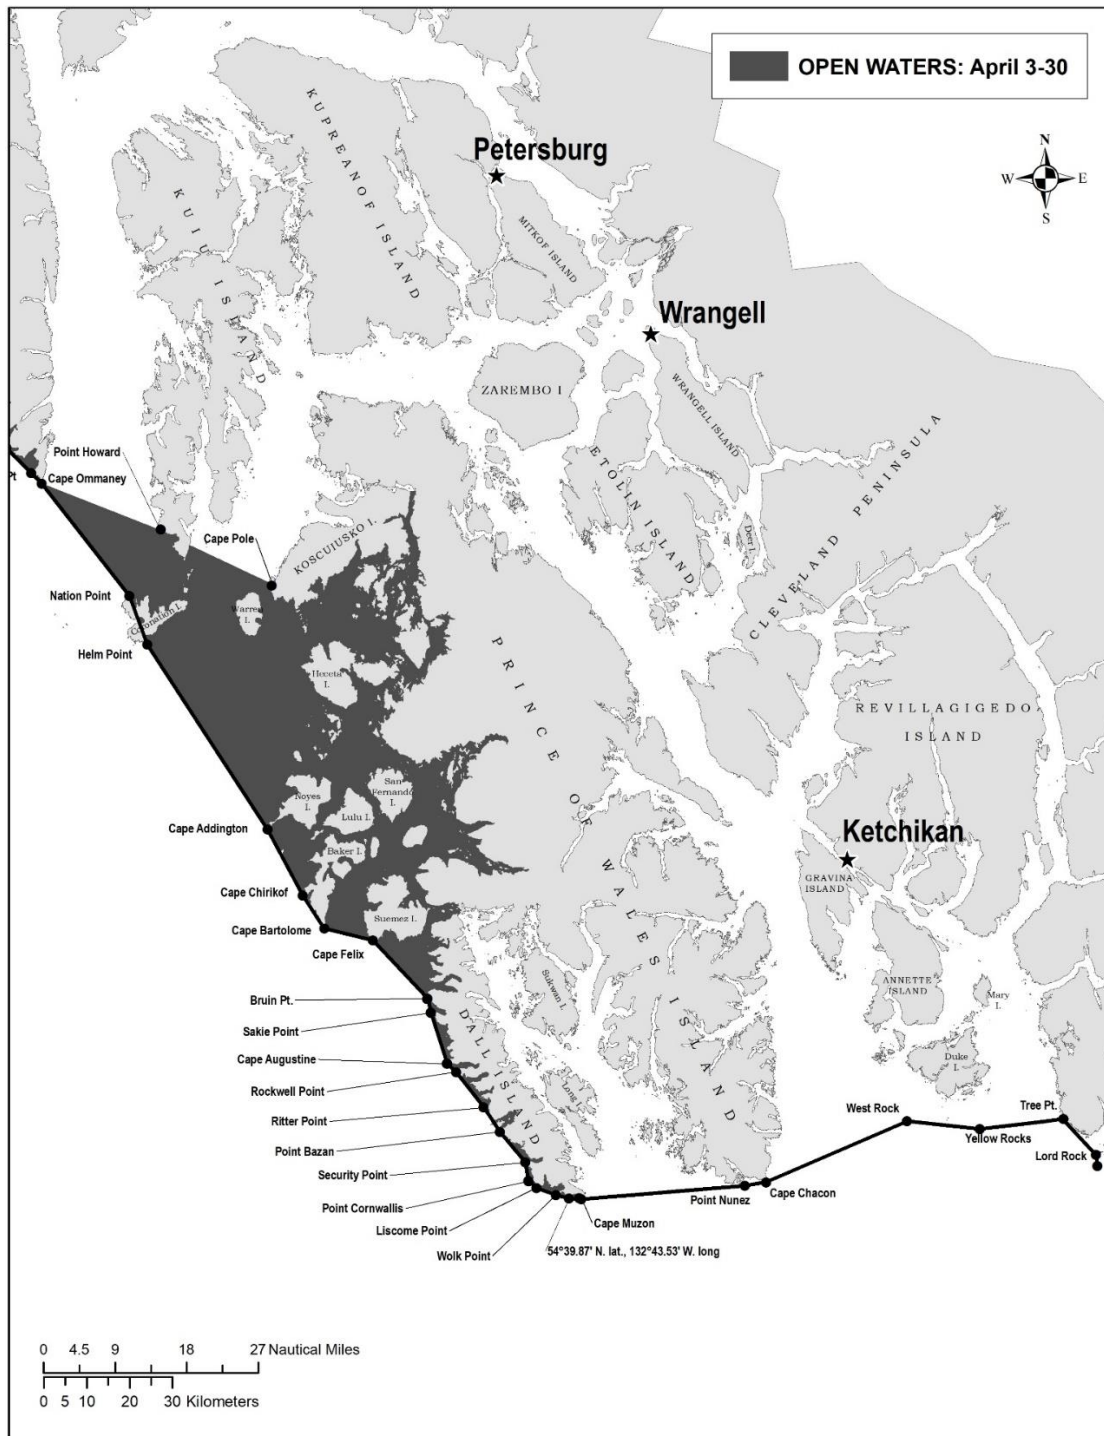 OPEN WATERS: April 3-30
N
W E
S
KUPREANOF ISLAND
Petersburg
KUIU ISLAND
MITKOF ISLAND
Wrangell
ZAREMBO I
WRANGELL ISLAND
ETOLIN ISLAND
CLEVELAND PENINSULA
Deer I.
Point Howard
Pt
Cape Ommaney
Cape Pole
KOSCUIUSKO I.
Nation Point
Coronation I.
Warren
I.
Helm Point
Heceta
I.
PRINCE OF WALES ISLAND
REVILLAGIGEDO
ISLAND
Noyes
I.
San
Fernando
I.
Lulu I.
Cape Addington
Baker I.
Ketchikan
GRAVINA
ISLAND
Cape Chirikof
Suemez I.
Cape Bartolome
Cape Felix
Sukwan I.
ANNETTE
ISLAND
Mary
I.
Bruin Pt.
Sakie Point
DALL ISLAND
Cape Augustine
Duke
I.
Rockwell Point
Long I.
Ritter Point
West Rock
Tree Pt.
Yellow Rocks
Point Bazan
Lord Rock
Security Point
Point Cornwallis
Point Nunez
Cape Chacon
Liscome Point
Cape Muzon
Wolk Point
54°39.87' N. lat., 132°43.53' W. long
0 4.5 9 18 27 Nautical Miles
0 5 10 20 30 Kilometers